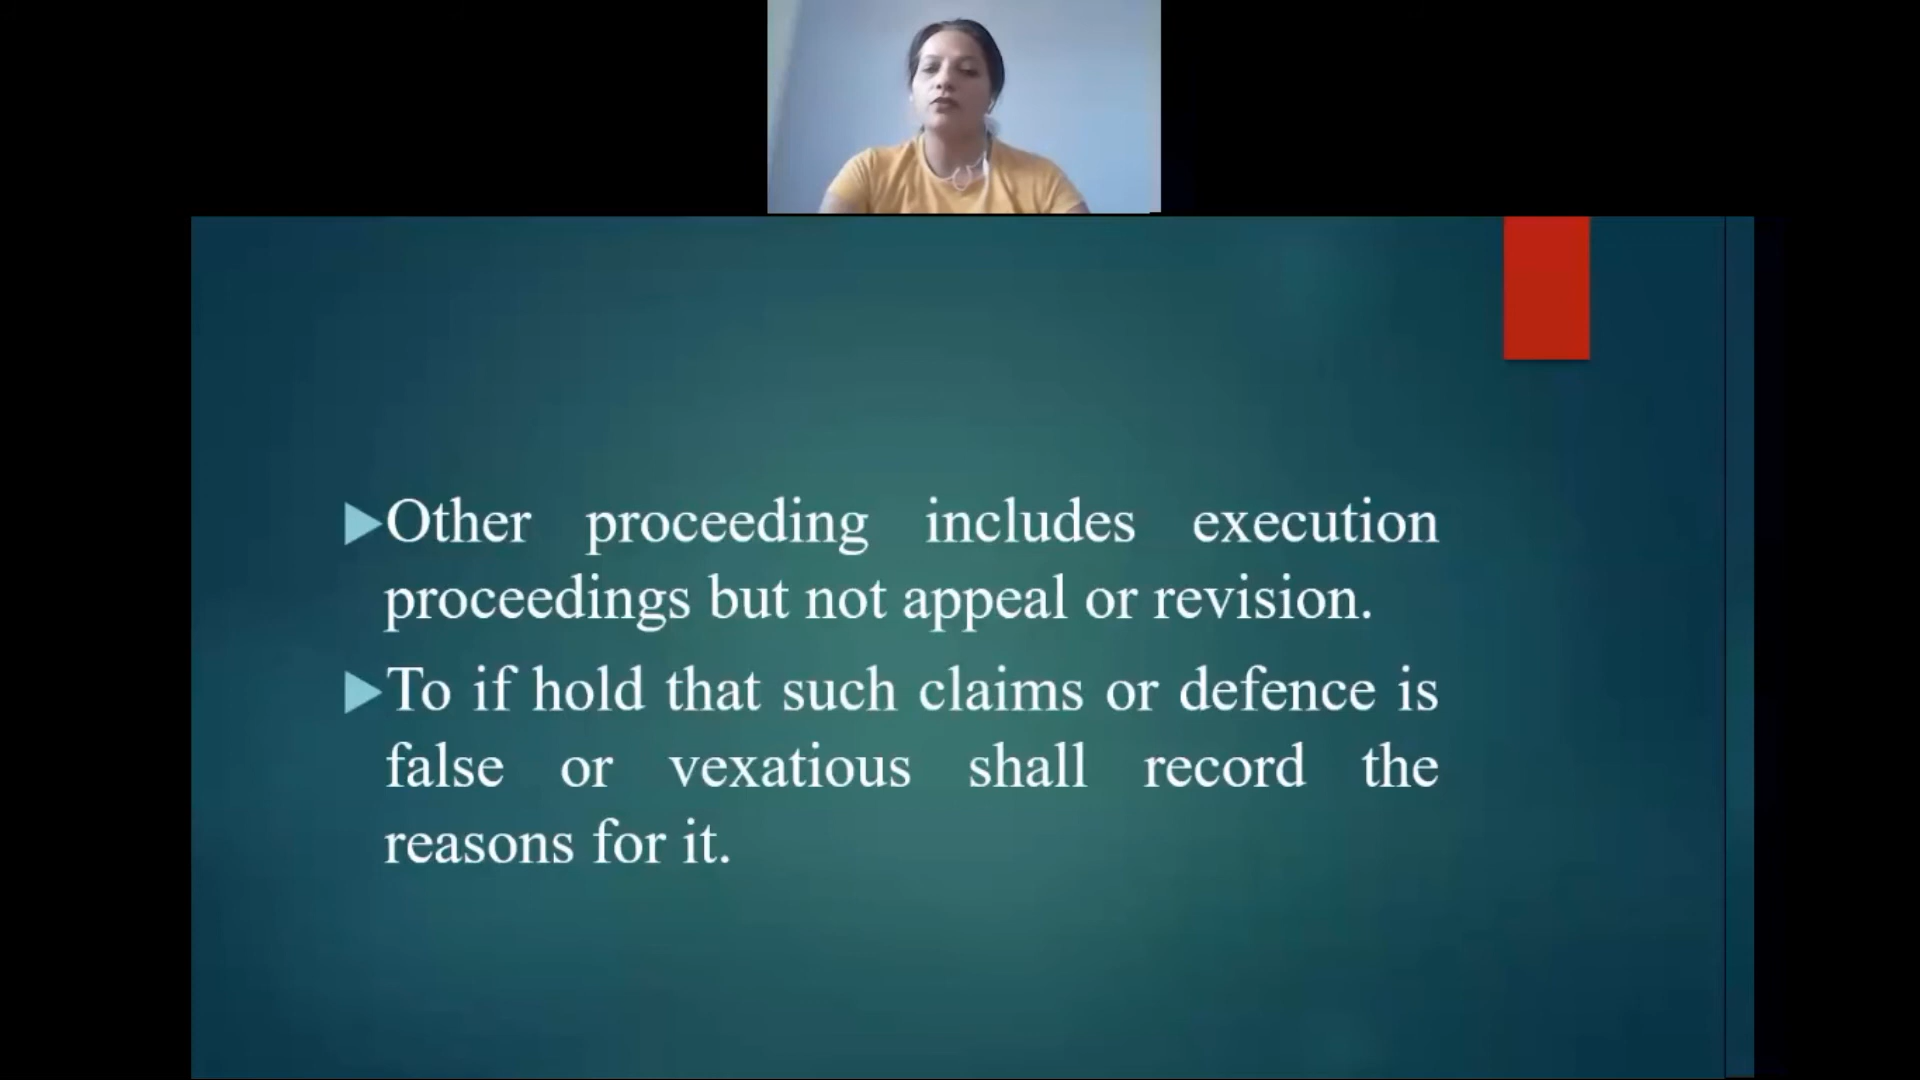 Other proceeding includes execution
proceedings but not appeal or revision.
To if hold that such claims or defence is
false or vexatious shall record the
reasons for it.